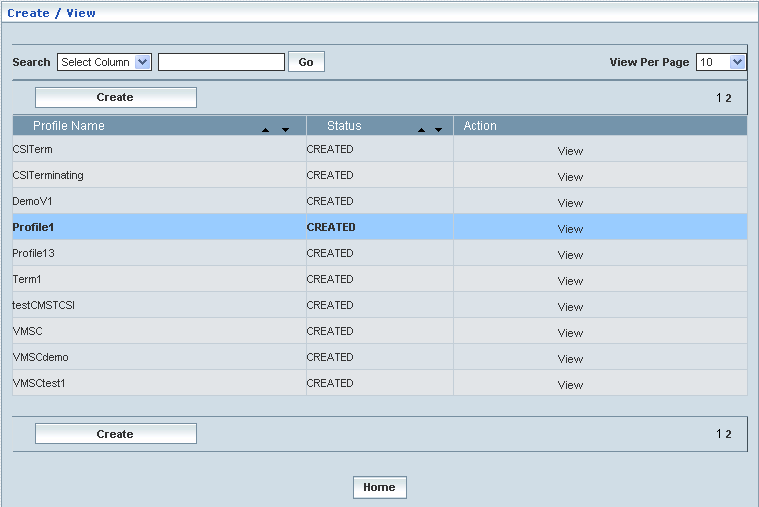 Create / View
Search Select Column Go View Per Page 10
Create 1 2
Profile Name Status Action
CSITerm CREATED View
CSITerminating CREATED View
DemoV1 CREATED View
Profile1 CREATED View
Profile13 CREATED View
Term1 CREATED View
testCMSTCSI CREATED View
VMSC CREATED View
VMSCdemo CREATED View
VMSCtest1 CREATED View
Create 1 2
Home